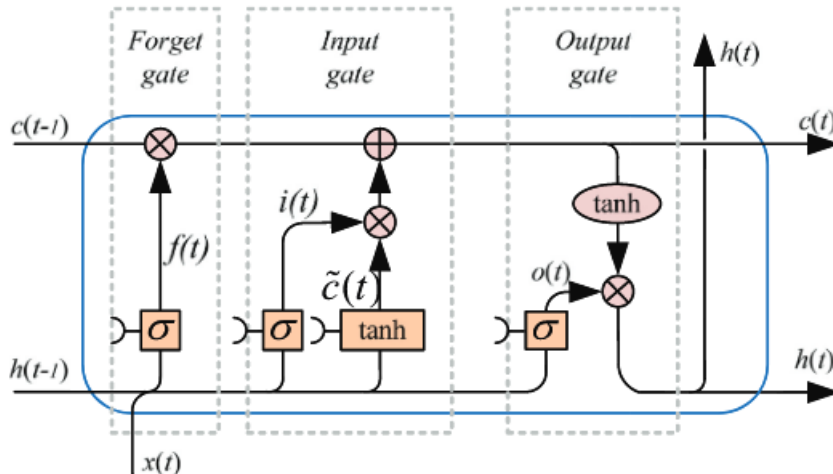 Forget
gate
Input
gate
Output
gate
h(t)
c(t-1)
c(t)
i(t)
tanh
f(t)
c̃(t)
o(t)
σ
σ
tanh
σ
h(t-1)
h(t)
x(t)